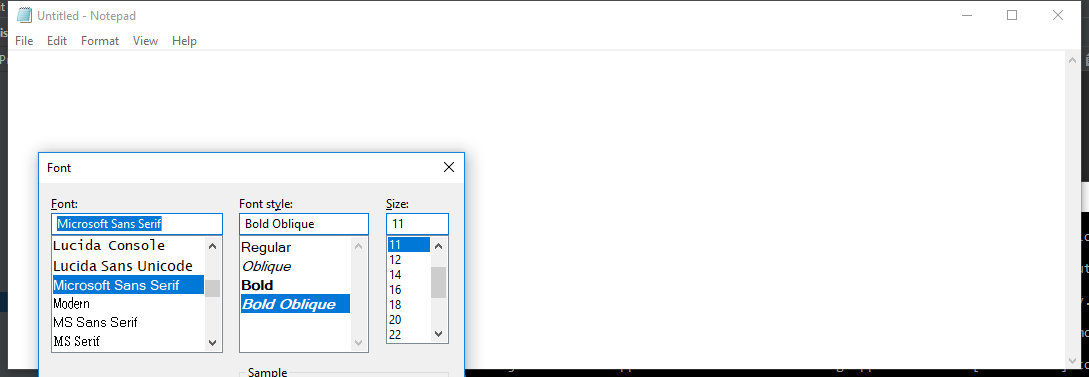 Untitled - Notepad
File Edit Format View Help
Font
Font: Font style: Size:
Microsoft Sans Serif Bold Oblique 11
Lucida Console
Lucida Sans Unicode
Microsoft Sans Serif
Modern
MS Sans Serif
MS Serif
Regular
Oblique
Bold
Bold Oblique
11
12
14
16
18
20
22
Sample